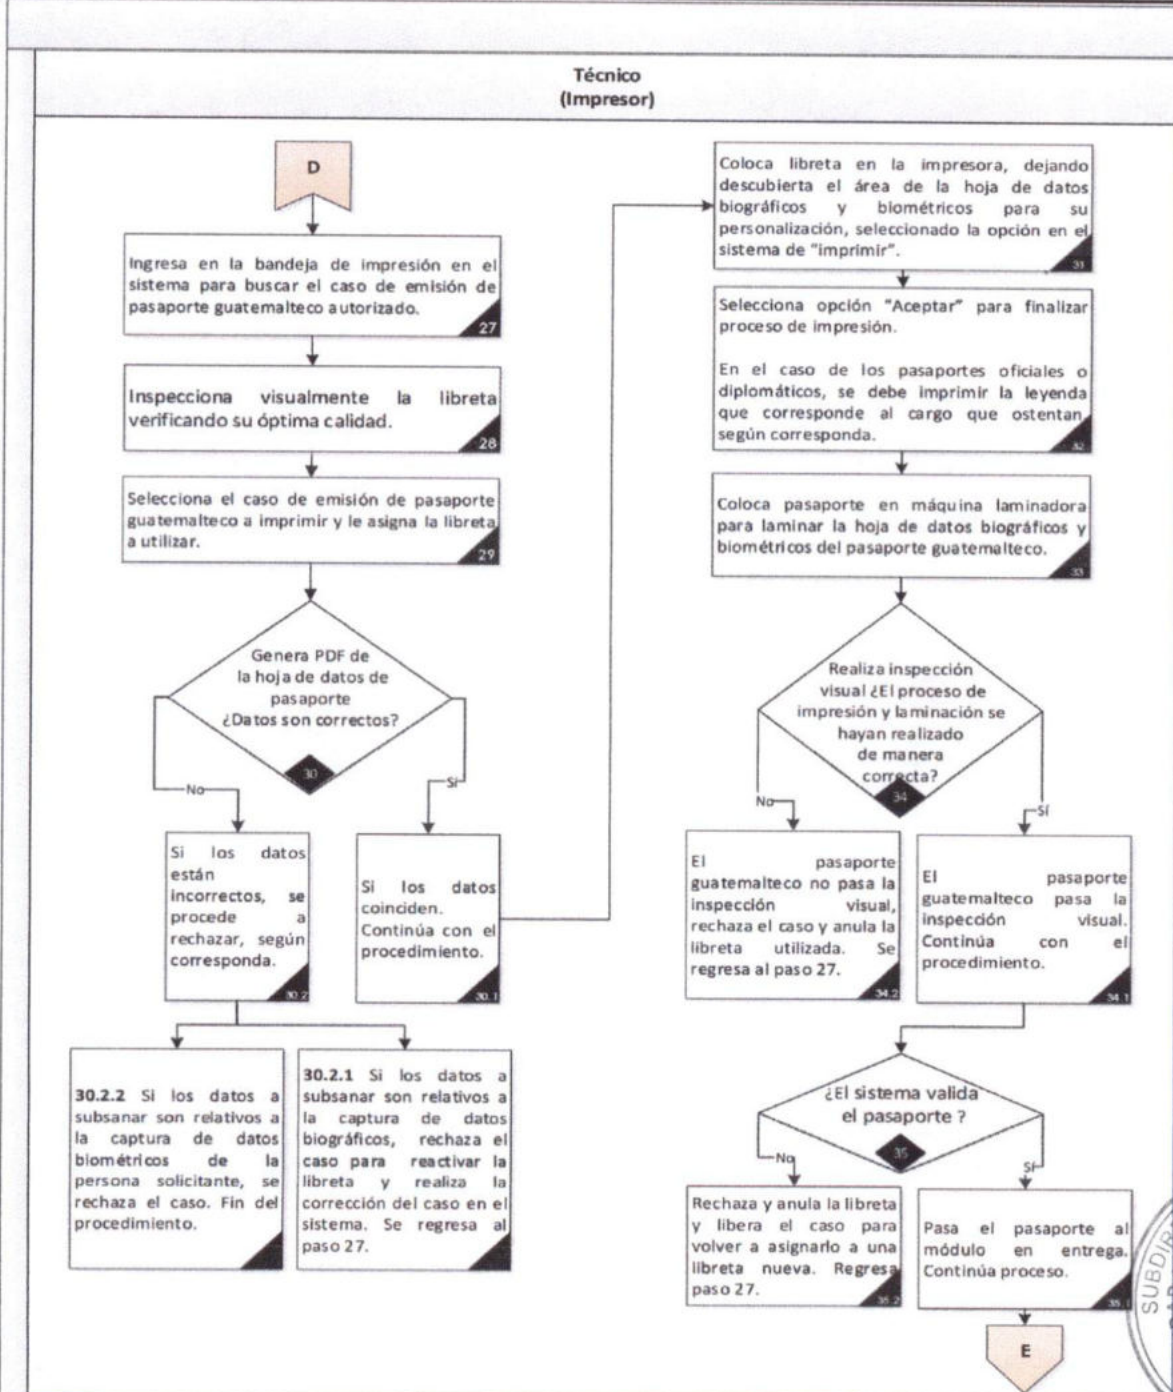 Técnico
(Impresor)
D
Ingresa en la bandeja de impresión en el
sistema para buscar el caso de emisión de
pasaporte guatemalteco autorizado.
27
Inspecciona visualmente la libreta
verificando su óptima calidad.
28
Selecciona el caso de emisión de pasaporte
guatemalteco a imprimir y le asigna la libreta
a utilizar.
29
Genera PDF de
la hoja de datos de
pasaporte
¿Datos son correctos?
30
No
Sí
Si los datos
están
incorrectos, se
procede a
rechazar, según
corresponda.
30.2
Si los datos
coinciden.
Continúa con el
procedimiento.
30.1
30.2.2 Si los datos a
subsanar son relativos a
la captura de datos
biométricos de la
persona solicitante, se
rechaza el caso. Fin del
procedimiento.
30.2.1 Si los datos a
subsanar son relativos a
la captura de datos
biográficos, rechaza el
caso para reactivar la
libreta y realiza la
corrección del caso en el
sistema. Se regresa al
paso 27.
Coloca libreta en la impresora, dejando
descubierta el área de la hoja de datos
biográficos y biométricos para su
personalización, seleccionado la opción en el
sistema de "imprimir".
31
Selecciona opción "Aceptar" para finalizar
proceso de impresión.
En el caso de los pasaportes oficiales o
diplomáticos, se debe imprimir la leyenda
que corresponde al cargo que ostentan
según corresponda.
32
Coloca pasaporte en máquina laminadora
para laminar la hoja de datos biográficos y
biométricos del pasaporte guatemalteco.
33
Realiza inspección
visual ¿El proceso de
impresión y laminación se
hayan realizado
de manera
correcta?
34
No
Sí
El pasaporte
guatemalteco no pasa la
inspección visual,
rechaza el caso y anula la
libreta utilizada. Se
regresa al paso 27.
34.2
El pasaporte
guatemalteco pasa la
inspección visual.
Continúa con el
procedimiento.
34.1
¿El sistema valida
el pasaporte ?
35
No
Sí
Rechaza y anula la libreta
y libera el caso para
volver a asignarlo a una
libreta nueva. Regresa
paso 27.
35.2
Pasa el pasaporte al
módulo en entrega.
Continúa proceso.
35.1
E